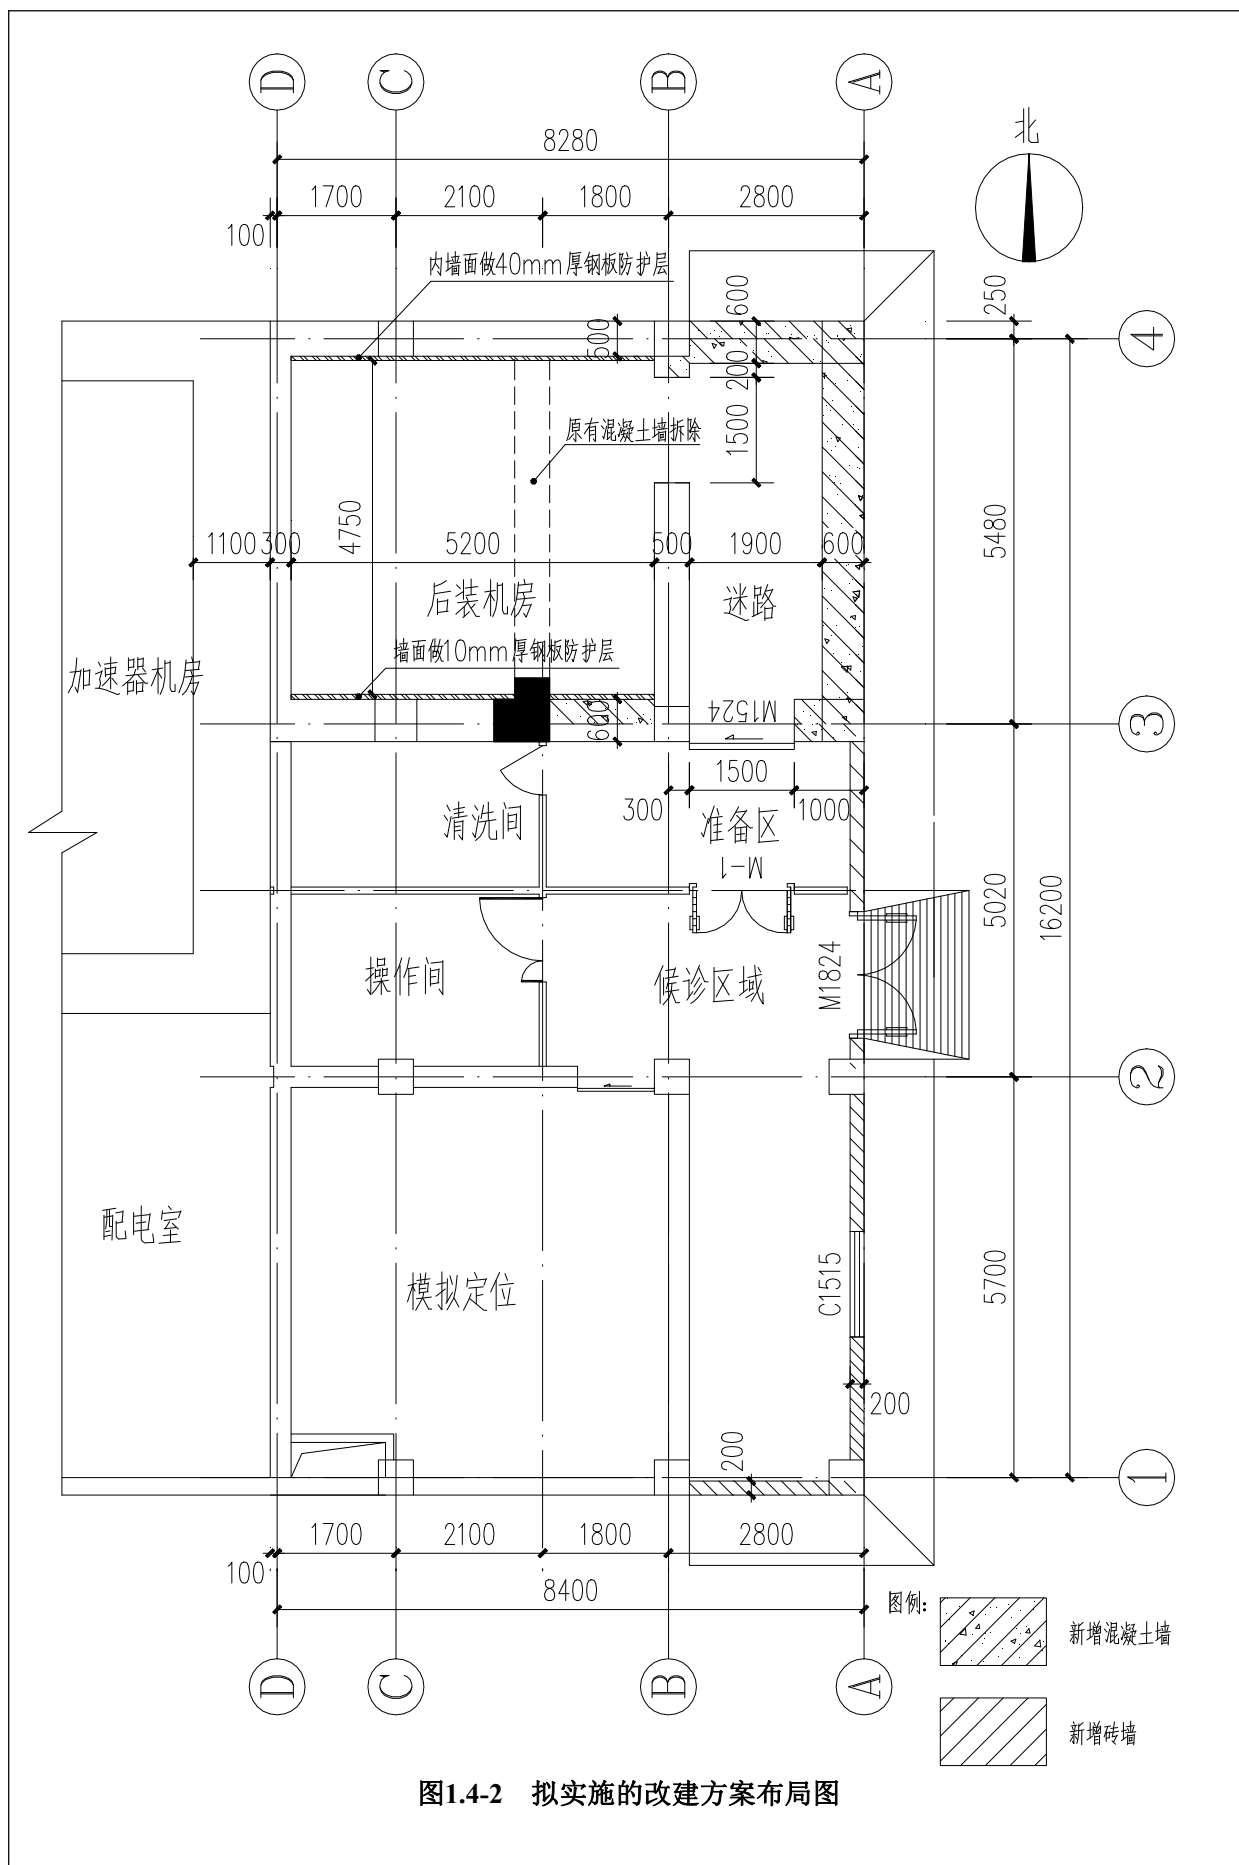 D
C
B
A
北
8280
1700
2100
1800
2800
100
内墙面做40mm厚钢板防护层
600
250
500
4
200
原有混凝土墙拆除
1500
4750
5480
1100
300
5200
500
1900
600
后装机房
迷路
加速器机房
墙面做10mm厚钢板防护层
600
M1524
3
1500
300
1000
清洗间
准备区
M-1
5020
16200
操作间
候诊区域
M1824
2
配电室
模拟定位
C1515
5700
200
200
1
1700
2100
1800
2800
100
8400
图例:
新增混凝土墙
D
C
B
A
新增砖墙
图1.4-2 拟实施的改建方案布局图